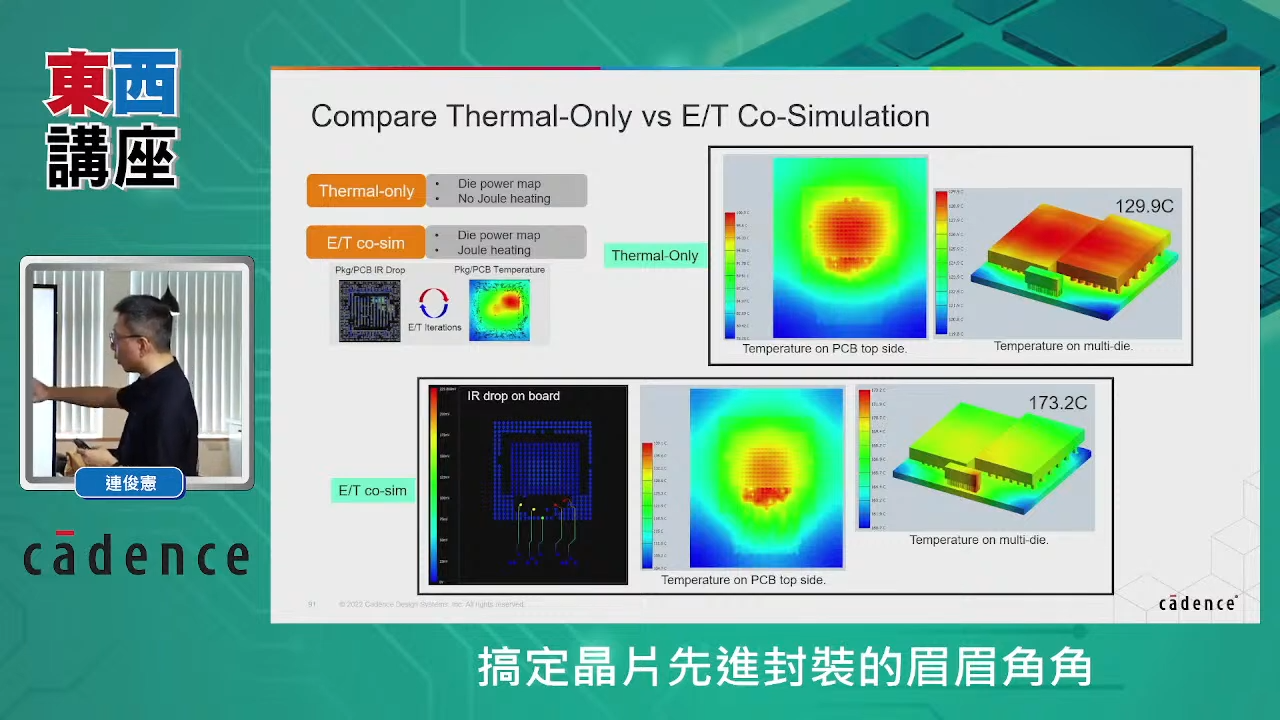 東西
講座
Compare Thermal-Only vs E/T Co-Simulation
Thermal-only
• Die power map
• No Joule heating
E/T co-sim
• Die power map
• Joule heating
Pkg/PCB IR Drop
Pkg/PCB Temperature
E/T Iterations
Thermal-Only
129.9C
Temperature on PCB top side.
Temperature on multi-die.
E/T co-sim
IR drop on board
173.2C
Temperature on PCB top side.
Temperature on multi-die.
91
© 2022 Cadence Design Systems, Inc. All rights reserved.
cādence®
連俊憲
cādence
搞定晶片先進封裝的眉眉角角